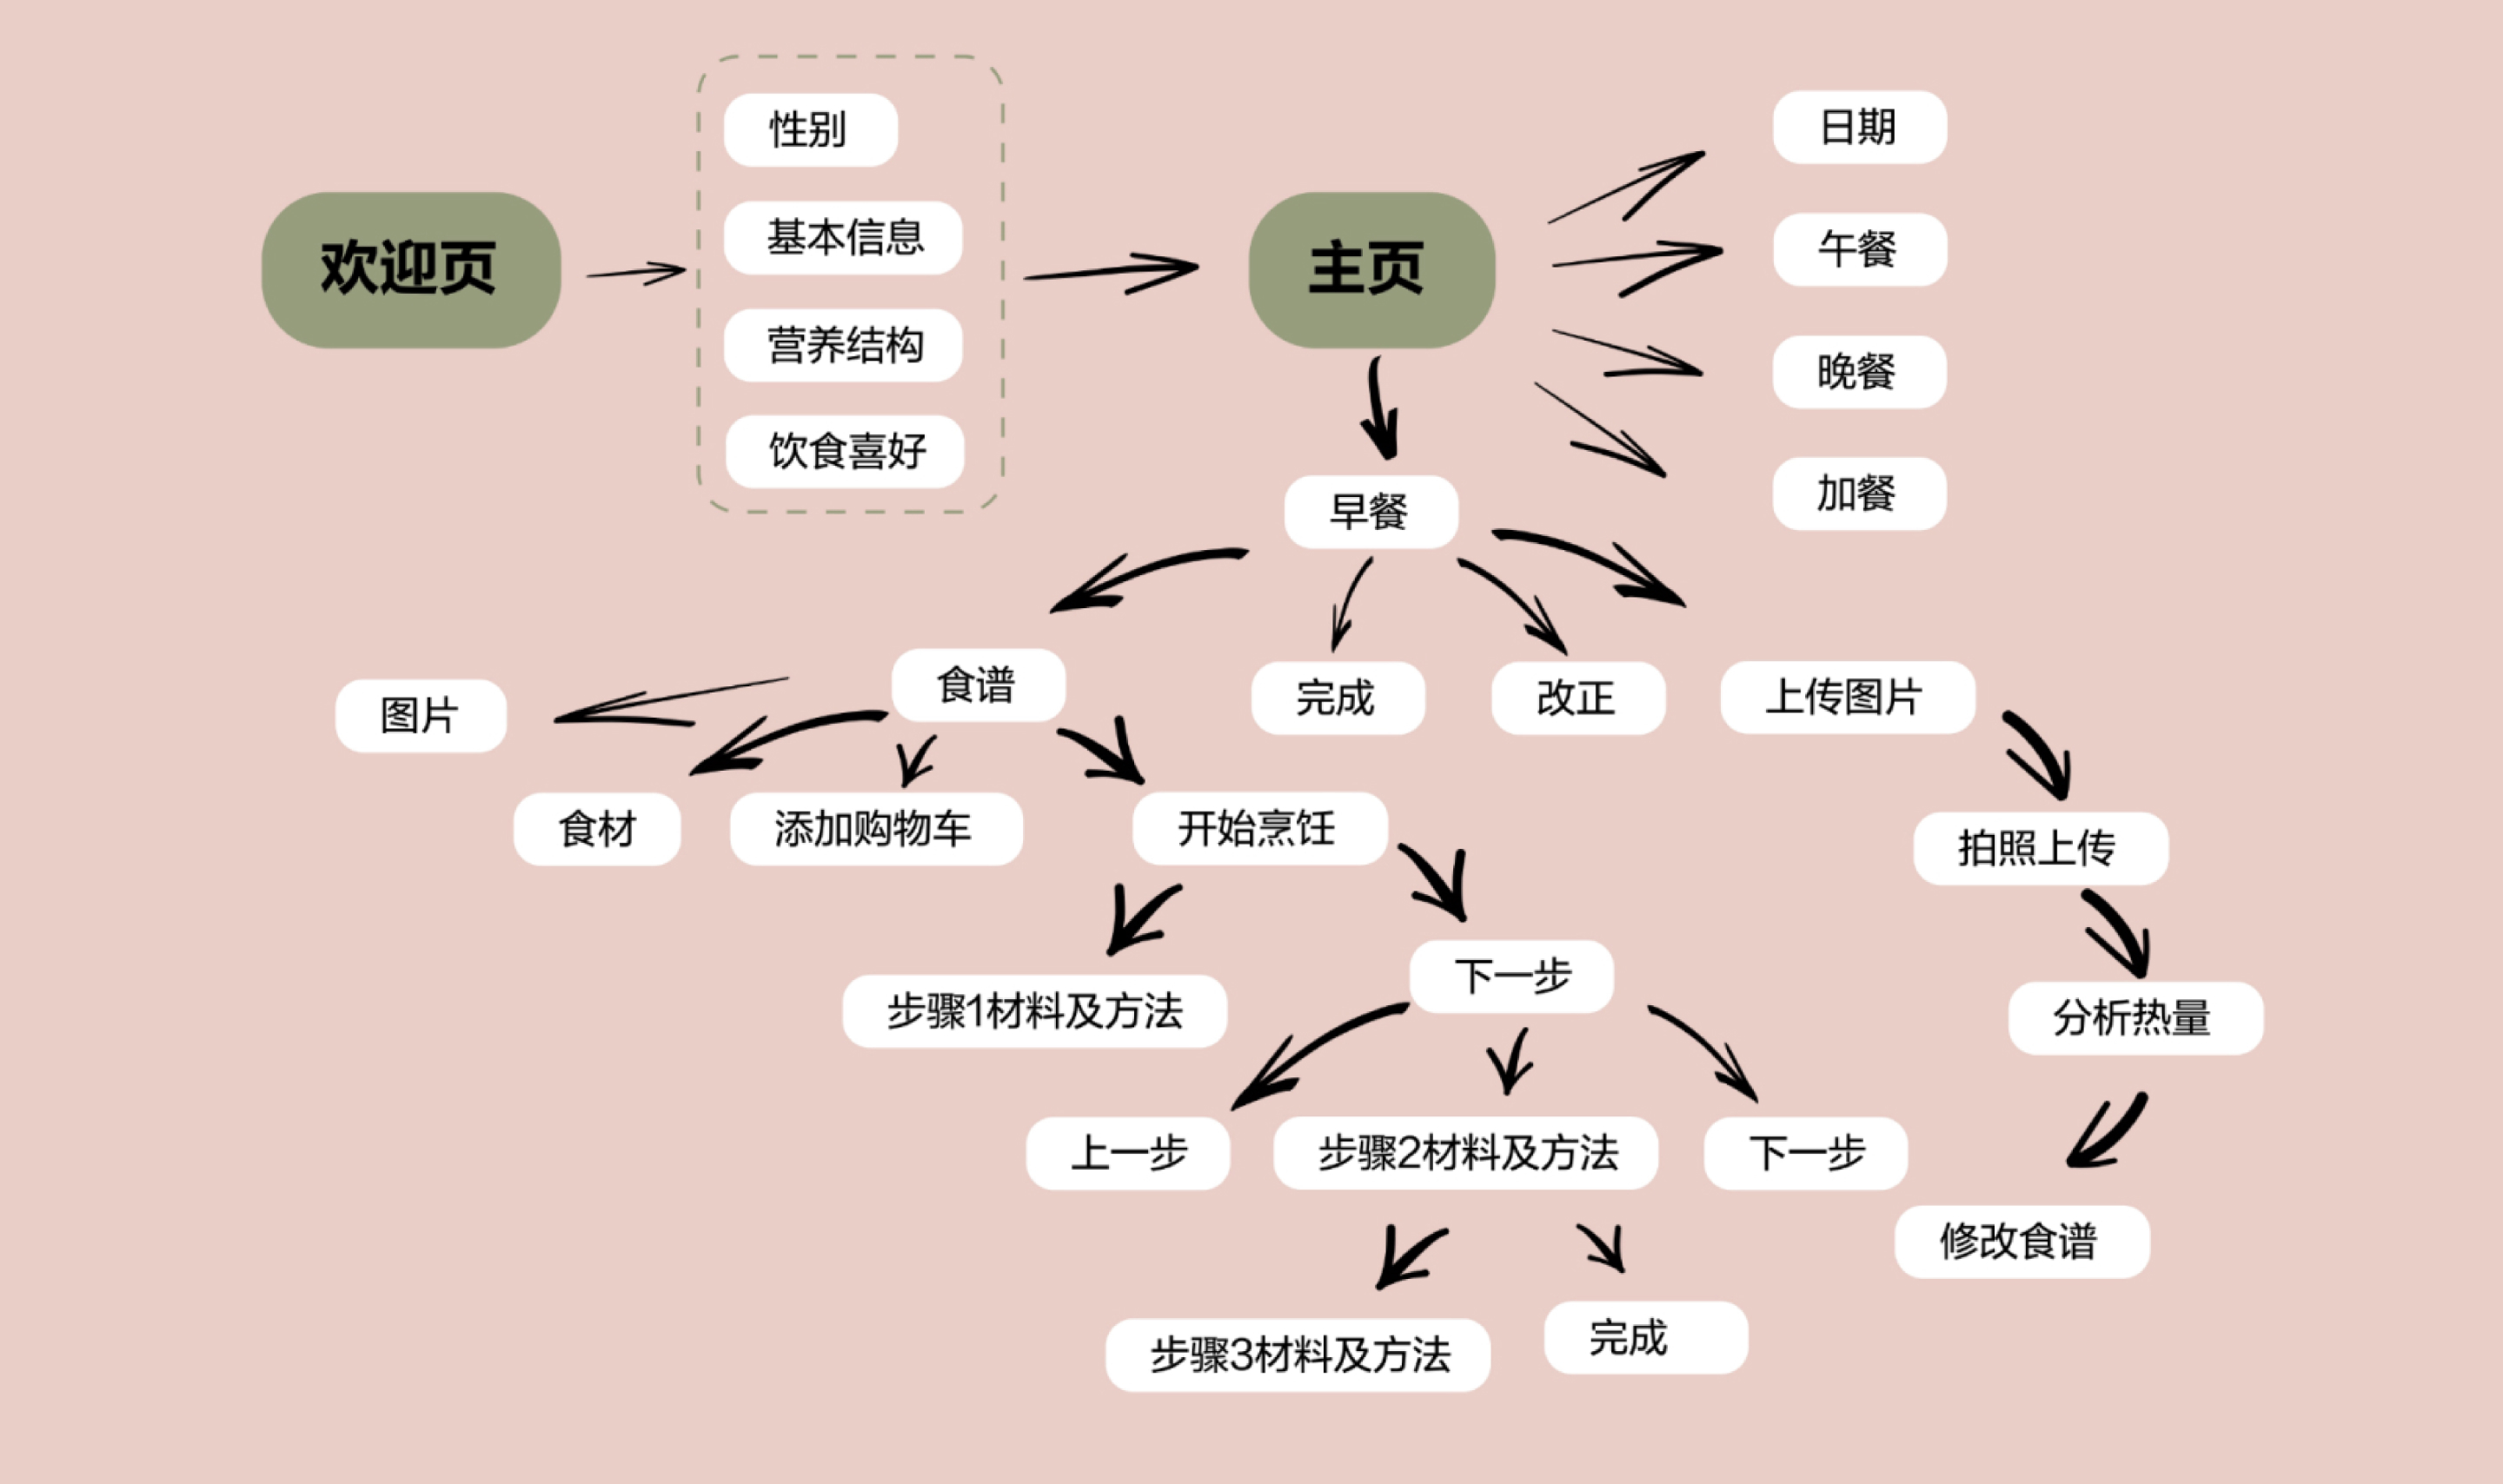 欢迎页
性别
基本信息
营养结构
饮食喜好
主页
日期
午餐
晚餐
加餐
早餐
食谱
完成
改正
上传图片
图片
食材
添加购物车
开始烹饪
拍照上传
步骤1材料及方法
下一步
分析热量
上一步
步骤2材料及方法
下一步
修改食谱
步骤3材料及方法
完成